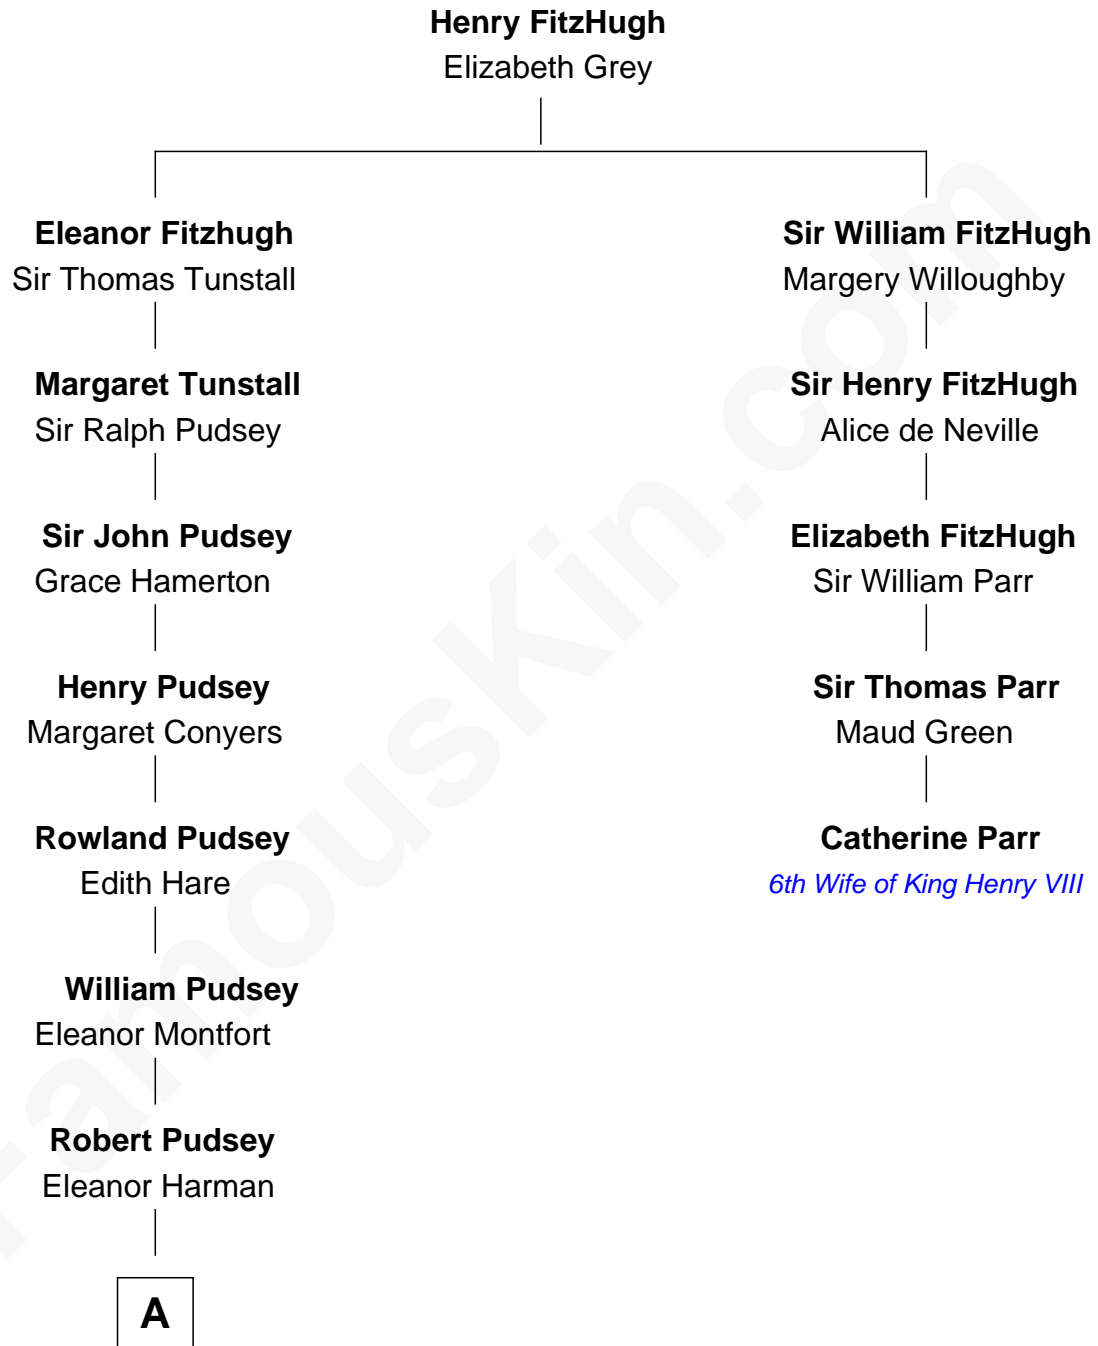 Henry FitzHugh
Elizabeth Grey
Eleanor Fitzhugh
Sir Thomas Tunstall
Sir William FitzHugh
Margery Willoughby
Margaret Tunstall
Sir Ralph Pudsey
Sir Henry FitzHugh
Alice de Neville
Sir John Pudsey
Grace Hamerton
Elizabeth FitzHugh
Sir William Parr
Henry Pudsey
Margaret Conyers
Sir Thomas Parr
Maud Green
Rowland Pudsey
Edith Hare
Catherine Parr
6th Wife of King Henry VIII
William Pudsey
Eleanor Montfort
Robert Pudsey
Eleanor Harman
A
FamousKin.com